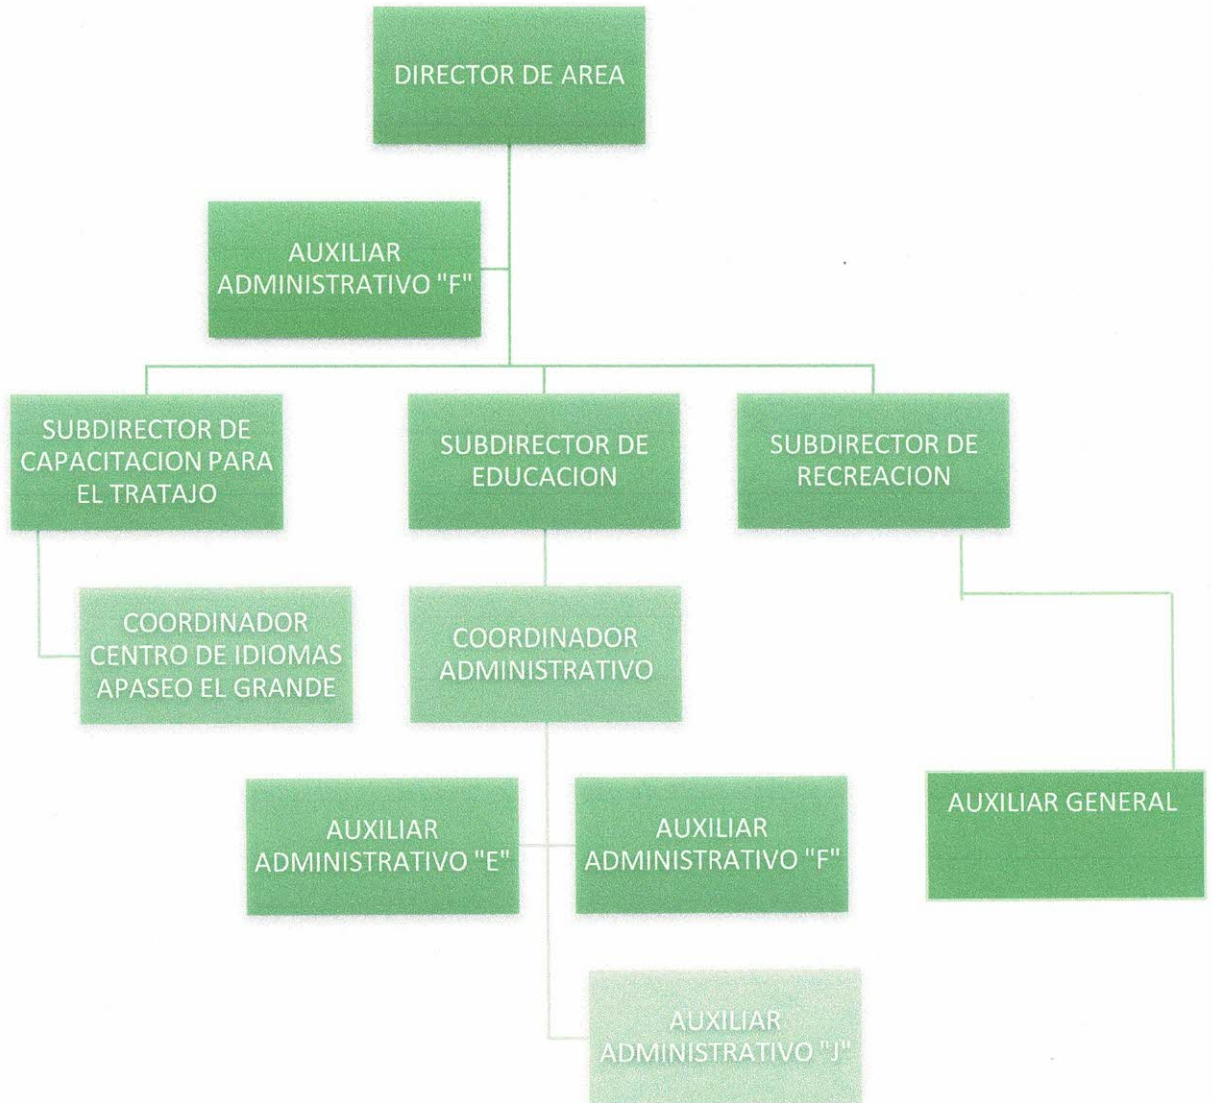 DIRECTOR DE AREA
AUXILIAR
ADMINISTRATIVO "F"
SUBDIRECTOR DE
CAPACITACION PARA
EL TRATAJO
SUBDIRECTOR DE
EDUCACION
SUBDIRECTOR DE
RECREACION
COORDINADOR
CENTRO DE IDIOMAS
APASEO EL GRANDE
COORDINADOR
ADMINISTRATIVO
AUXILIAR
ADMINISTRATIVO "E"
AUXILIAR
ADMINISTRATIVO "F"
AUXILIAR GENERAL
AUXILIAR
ADMINISTRATIVO "J"